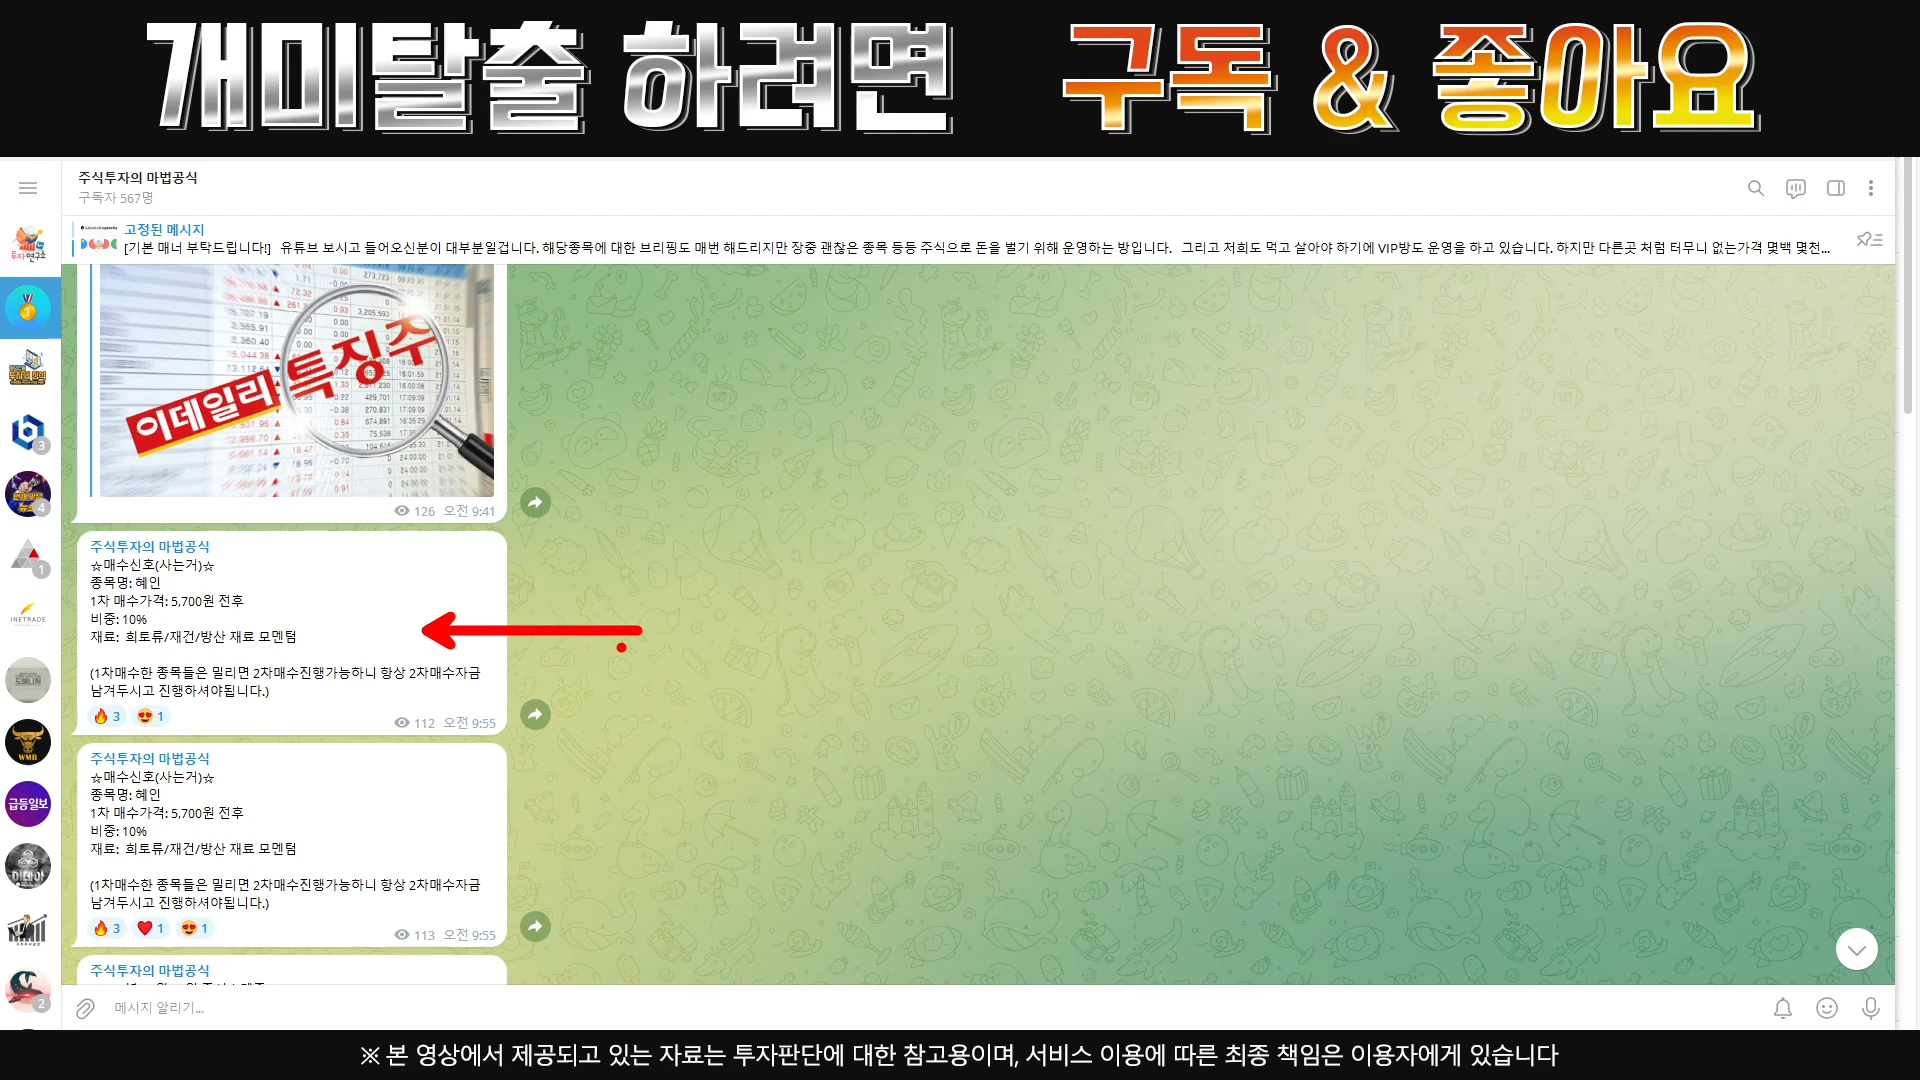 개미탈출 하려면 구독 & 좋아요
주식투자의 마법공식
구독자 567명
고정된 메시지
[기본 매너 부탁드립니다!] 유튜브 보시고 들어오신분이 대부분일겁니다. 해당종목에 대한 브리핑도 매번 해드리지만 장중 괜찮은 종목 등등 주식으로 돈을 벌기 위해 운영하는 방입니다. 그리고 저희도 먹고 살아야 하기에 VIP방도 운영을 하고 있습니다. 하지만 다른곳 처럼 터무니 없는가격 몇백 몇천...
이데일리 특징주
126 오전 9:41
주식투자의 마법공식
☆매수신호(사는거)☆
종목명: 혜인
1차 매수가격: 5,700원 전후
비중: 10%
재료: 희토류/재건/방산 재료 모멘텀
(1차매수한 종목들은 밀리면 2차매수진행가능하니 항상 2차매수자금
남겨두시고 진행하셔야됩니다.)
🔥 3 😍 1
112 오전 9:55
주식투자의 마법공식
☆매수신호(사는거)☆
종목명: 혜인
1차 매수가격: 5,700원 전후
비중: 10%
재료: 희토류/재건/방산 재료 모멘텀
(1차매수한 종목들은 밀리면 2차매수진행가능하니 항상 2차매수자금
남겨두시고 진행하셔야됩니다.)
🔥 3 ❤️ 1 😍 1
113 오전 9:55
주식투자의 마법공식
메시지 알리기...
투자연구소
3
4
1
INETRADE
WMB
급등일보
이데아
2
※ 본 영상에서 제공되고 있는 자료는 투자판단에 대한 참고용이며, 서비스 이용에 따른 최종 책임은 이용자에게 있습니다